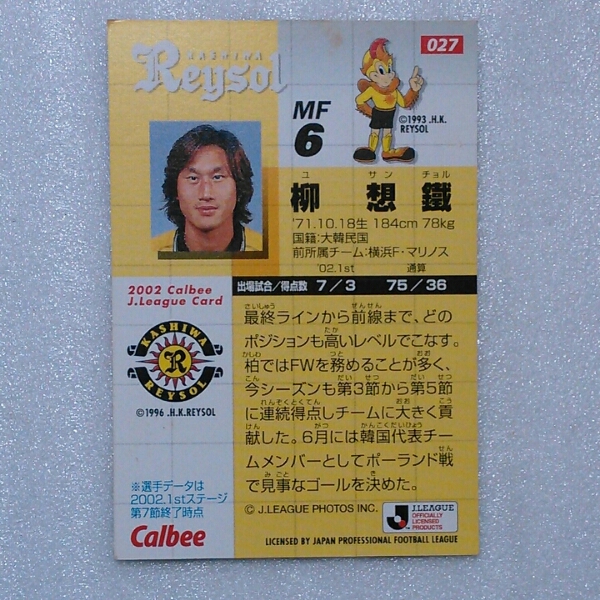 027
KASHIWA
Reysol
MF
6
©1993 .H.K.
REYSOL
ユ サン チョル
柳 想 鐵
'71.10.18生 184cm 78kg
国籍:大韓民国
前所属チーム:横浜F・マリノス
'02.1st 通算
出場試合/得点数 7/3 75/36
2002 Calbee
J.League Card
KASHIWA
R
REYSOL
©1996 .H.K.REYSOL
最終ラインから前線まで、どの
ポジションも高いレベルでこなす。
柏ではFWを務めることが多く、
今シーズンも第3節から第5節
に連続得点しチームに大きく貢
献した。6月には韓国代表チー
ムメンバーとしてポーランド戦
で見事なゴールを決めた。
※選手データは
2002.1stステージ
第7節終了時点
Calbee
© J.LEAGUE PHOTOS INC.
J.LEAGUE
OFFICIALLY
LICENSED
PRODUCTS
LICENSED BY JAPAN PROFESSIONAL FOOTBALL LEAGUE